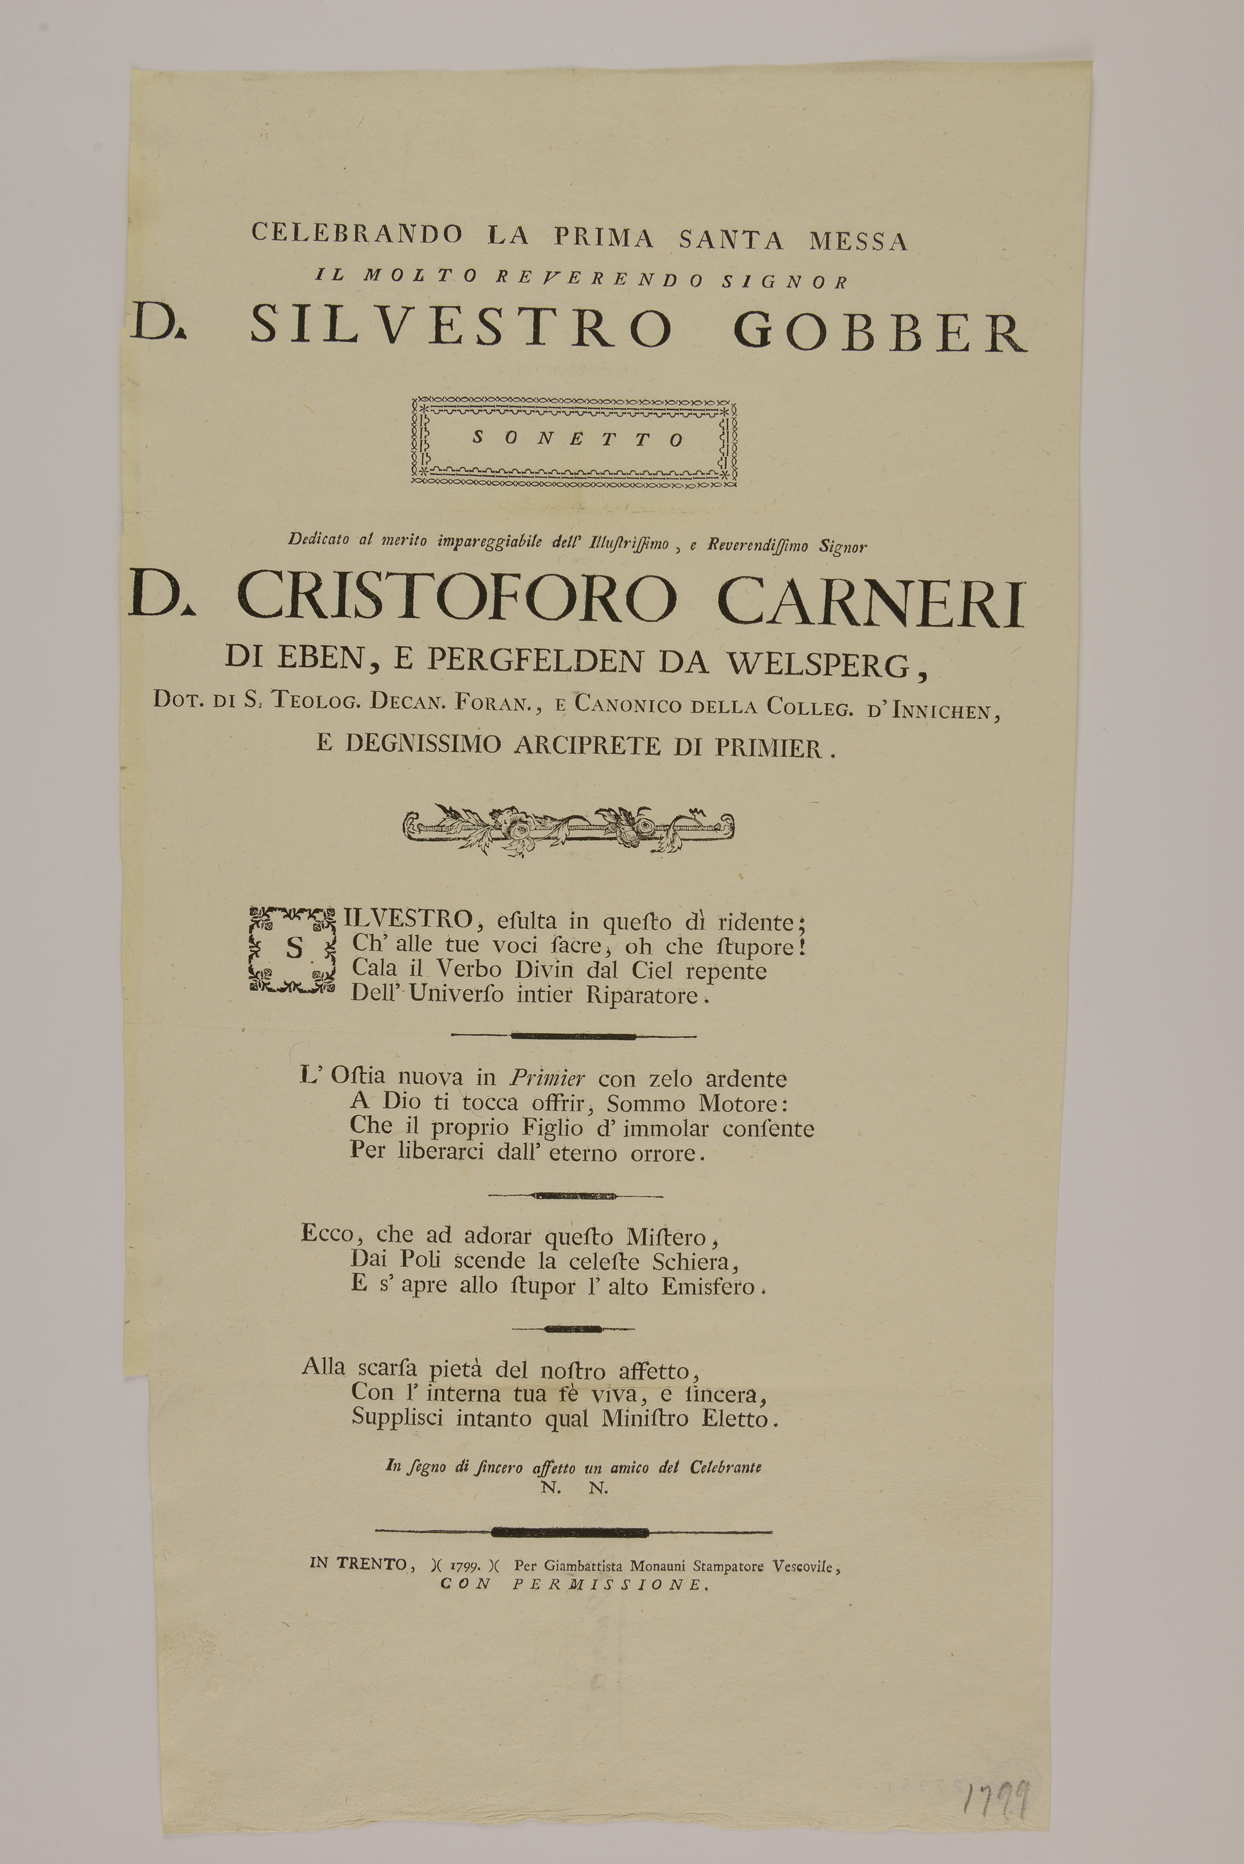 CELEBRANDO LA PRIMA SANTA MESSA
IL MOLTO REVERENDO SIGNOR
D. SILVESTRO GOBBER
SONETTO
Dedicato al merito impareggiabile dell' Illuſtriſſimo, e Reverendiſſimo Signor
D. CRISTOFORO CARNERI
DI EBEN, E PERGFELDEN DA WELSPERG,
DOT. DI S. TEOLOG. DECAN. FORAN., E CANONICO DELLA COLLEG. D'INNICHEN,
E DEGNISSIMO ARCIPRETE DI PRIMIER.
SILVESTRO, eſulta in queſto dì ridente;
Ch' alle tue voci ſacre, oh che ſtupore!
Cala il Verbo Divin dal Ciel repente
Dell' Univerſo intier Riparatore.
L' Oſtia nuova in Primier con zelo ardente
A Dio ti tocca offrir, Sommo Motore:
Che il proprio Figlio d' immolar conſente
Per liberarci dall' eterno orrore.
Ecco, che ad adorar queſto Miſtero,
Dai Poli scende la celeſte Schiera,
E s' apre allo ſtupor l' alto Emisfero.
Alla scarſa pietà del noſtro affetto,
Con l' interna tua fè viva, e ſincera,
Supplisci intanto qual Miniſtro Eletto.
In ſegno di ſincero affetto un amico del Celebrante
N. N.
IN TRENTO, )( 1799. )( Per Giambattista Monauni Stampatore Vescovile,
CON PERMISSIONE.
1799